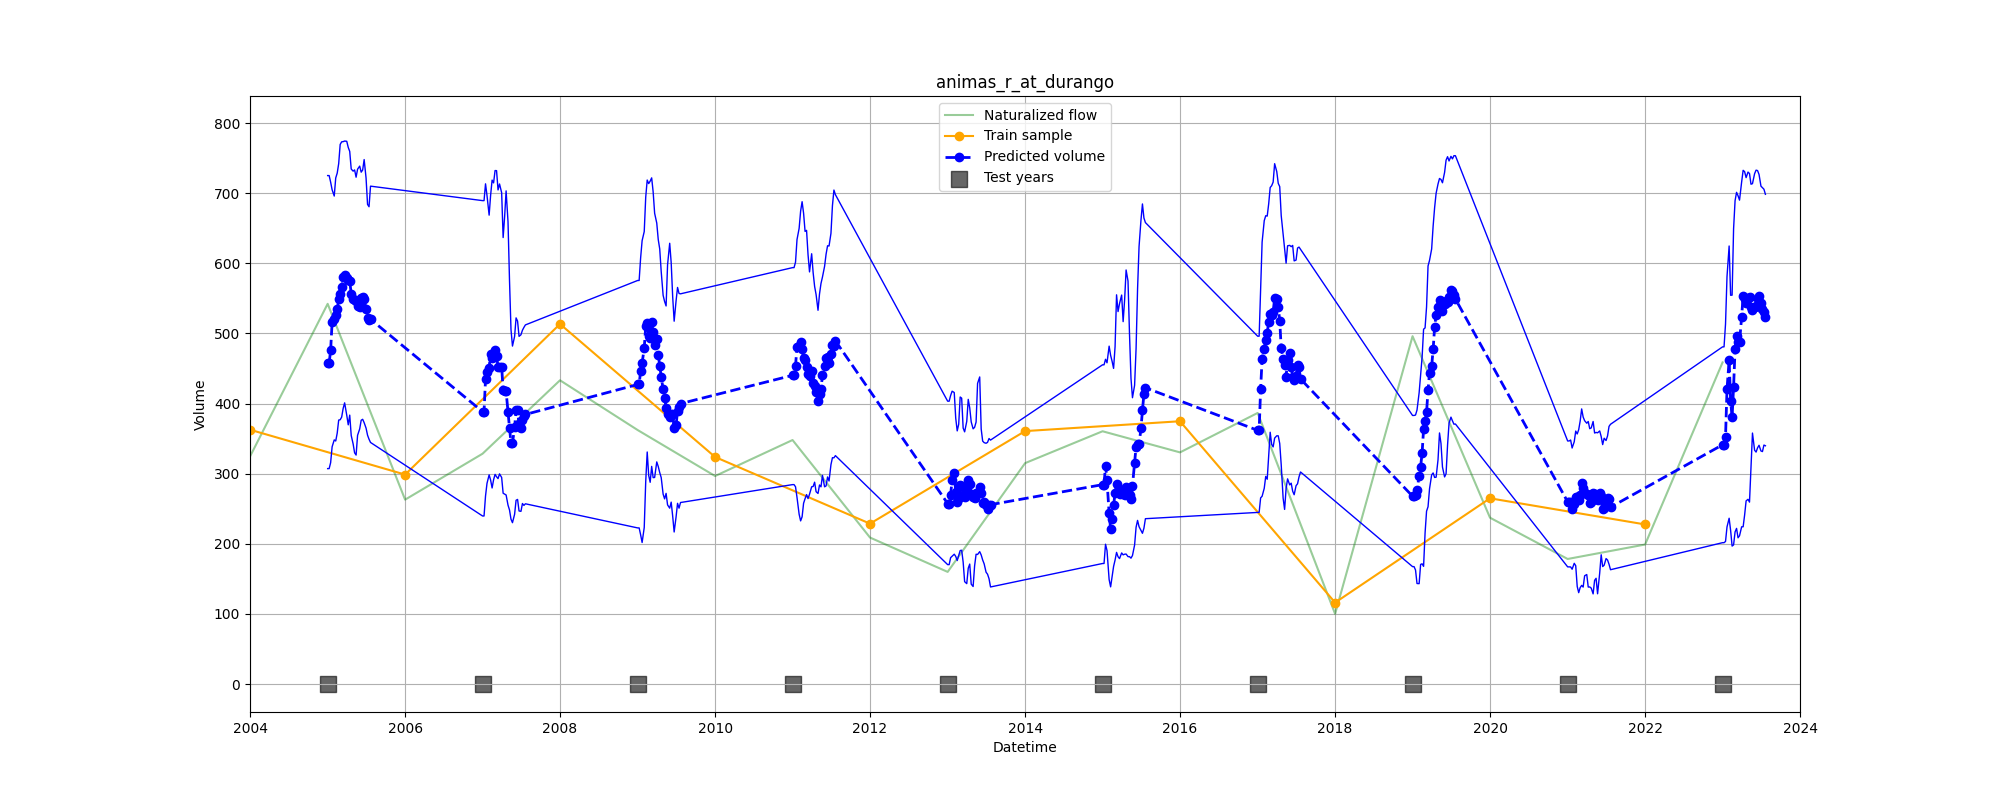 animas_r_at_durango
Naturalized flow
Train sample
Predicted volume
Test years
800
700
600
500
400
300
200
100
0
Volume
2004 2006 2008 2010 2012 2014 2016 2018 2020 2022 2024
Datetime